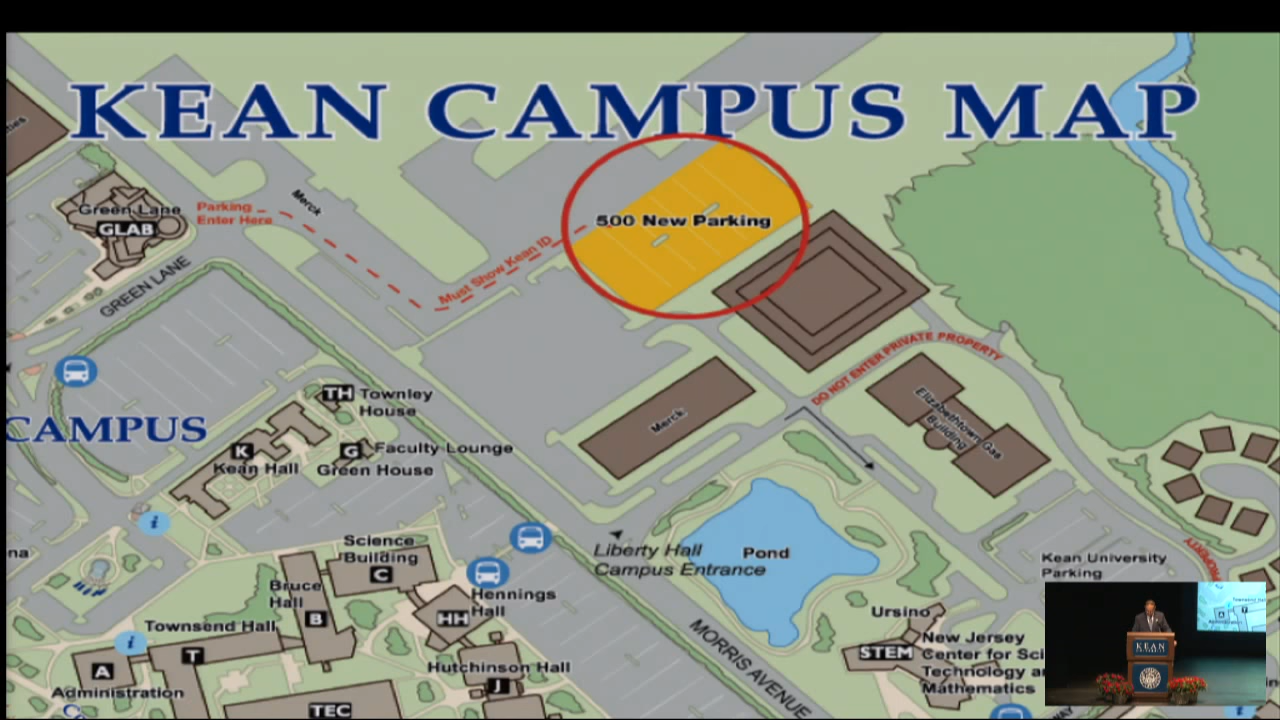 KEAN CAMPUS MAP
Green Lane
GLAB
Parking
Enter Here
Merck
Must Show Kean ID
500 New Parking
GREEN LANE
DO NOT ENTER PRIVATE PROPERTY
TH
Townley
House
CAMPUS
K
Kean Hall
G
Faculty Lounge
Green House
Merck
Elizabethtown Gas
Building
i
Science
Building
C
Liberty Hall
Campus Entrance
Pond
Kean University
Parking
Bruce
Hall
B
Hennings
Hall
HH
Townsend Hall
T
i
A
Administration
Hutchinson Hall
J
TEC
MORRIS AVENUE
Ursino
STEM
New Jersey
Center for Sci
Technology a
Mathematics
KEAN